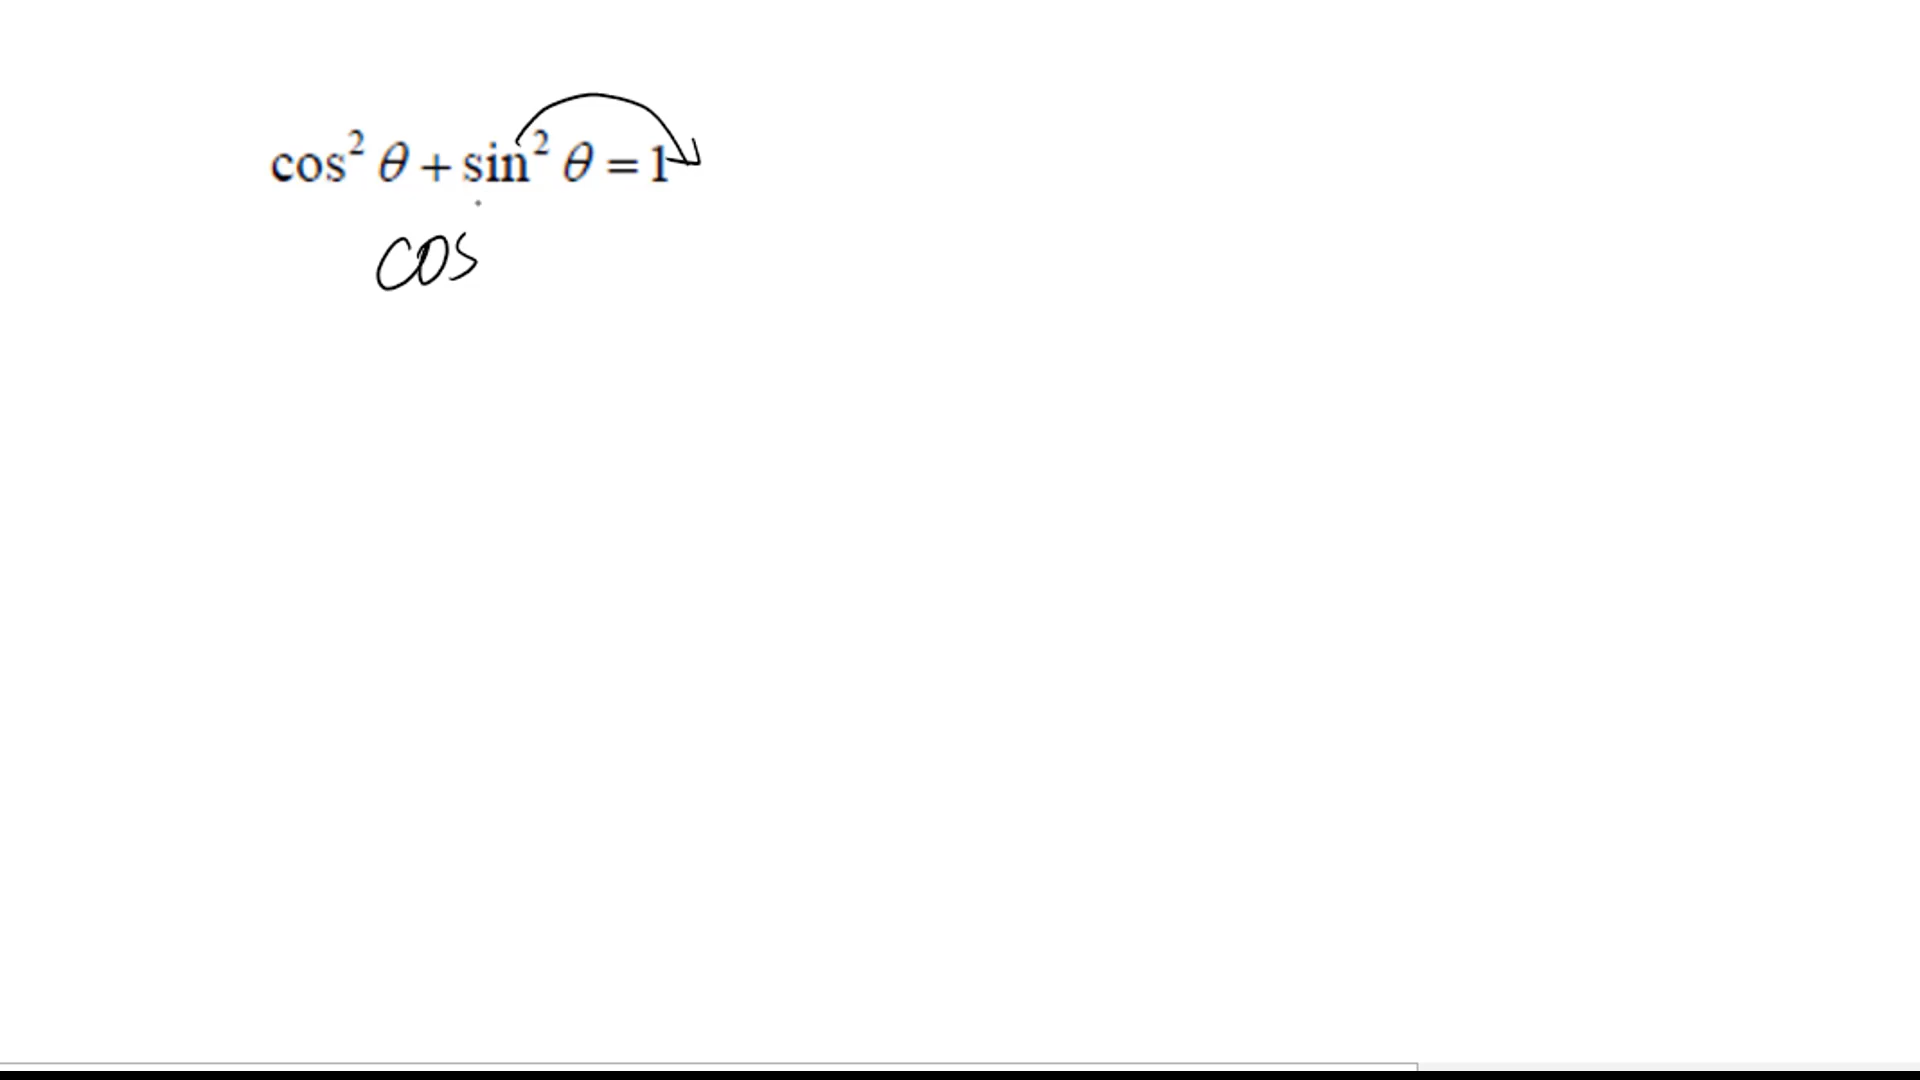 cos² θ + sin² θ = 1
cos